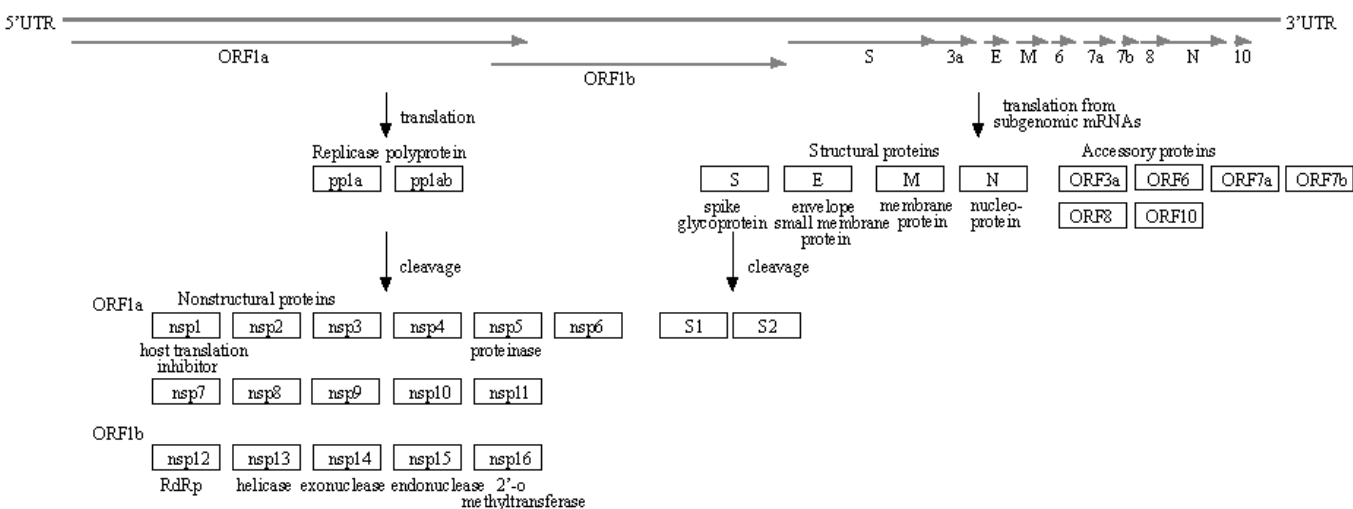 5'UTR 3'UTR
ORF1a S 3a E M 6 7a 7b 8 N 10
ORF1b
translation
translation from
subgenomic mRNAs
Replicase polyprotein
pp1a pp1ab
Structural proteins
S E M N
spike
glycoprotein
envelope
small membrane
protein
membrane
protein
nucleo-
protein
Accessory proteins
ORF3a ORF6 ORF7a ORF7b
ORF8 ORF10
cleavage
cleavage
ORF1a
Nonstructural proteins
nsp1 nsp2 nsp3 nsp4 nsp5 nsp6
host translation
inhibitor
proteinase
S1 S2
nsp7 nsp8 nsp9 nsp10 nsp11
ORF1b
nsp12 nsp13 nsp14 nsp15 nsp16
RdRp helicase exonuclease endonuclease 2'-o
methyltransferase